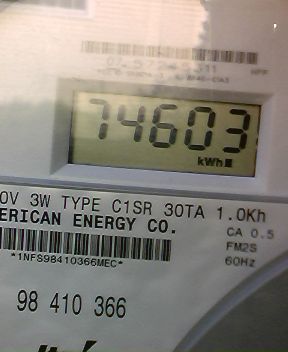 HPF
74603
kWh
0V 3W TYPE C1SR 30TA 1.0Kh
ERICAN ENERGY CO.
CA 0.5
*1NFS98410366MEC*
FM2S
60Hz
98 410 366